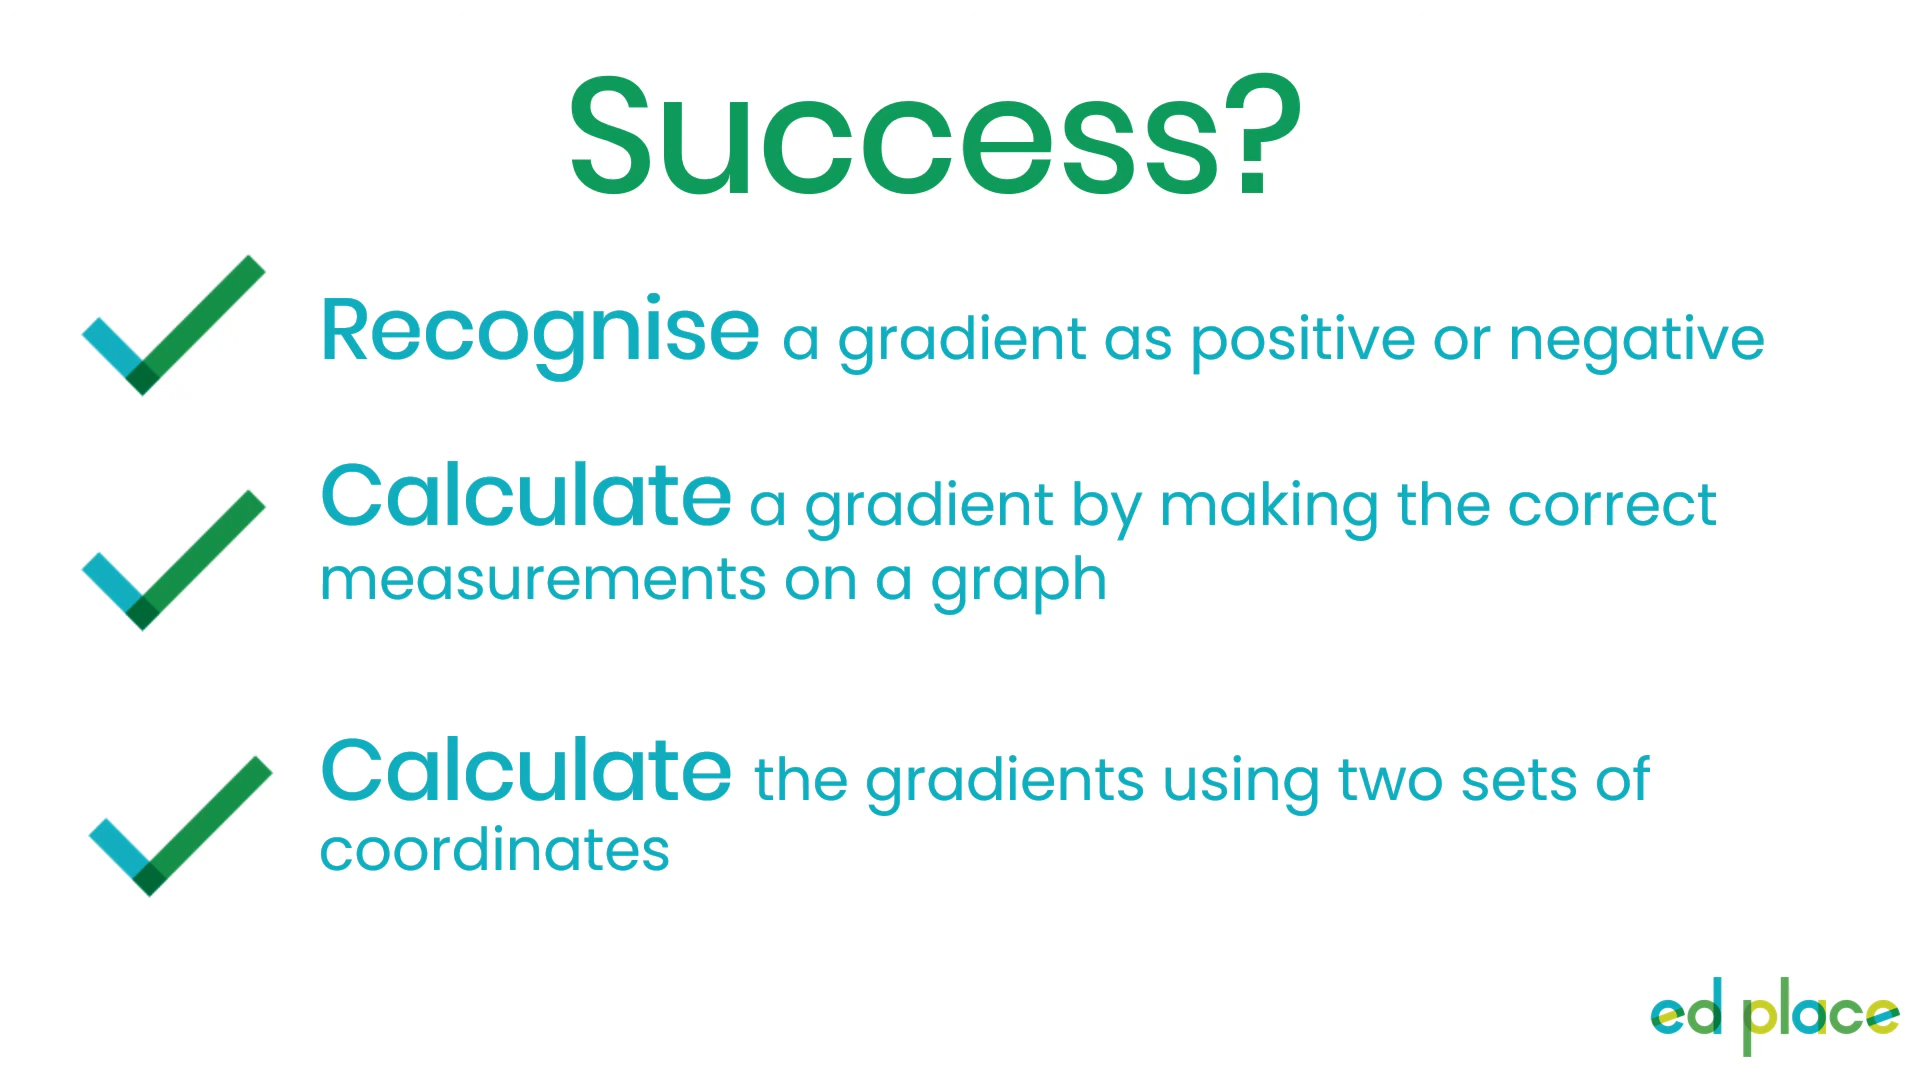 Success?
Recognise a gradient as positive or negative
Calculate a gradient by making the correct
measurements on a graph
Calculate the gradients using two sets of
coordinates
ed place